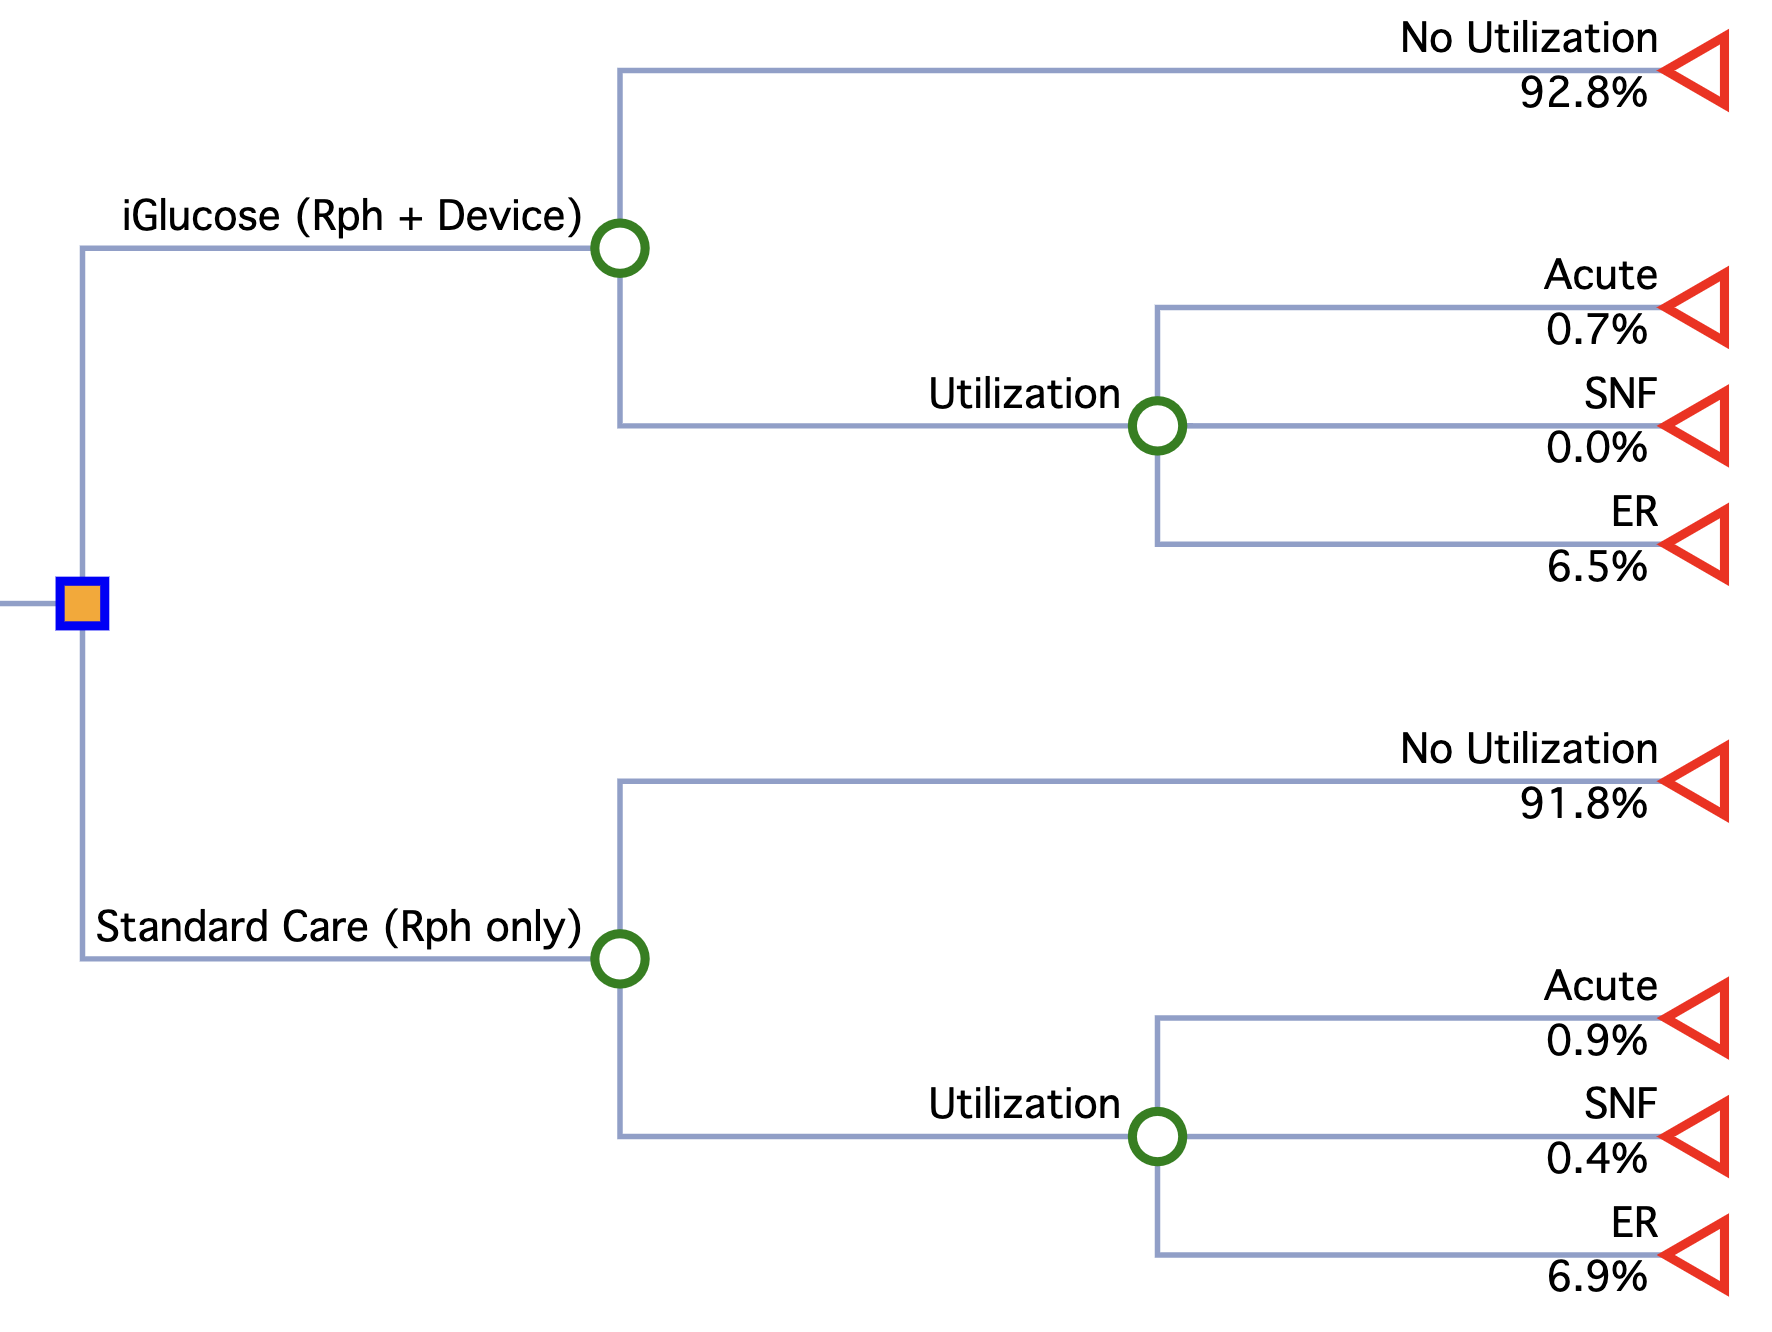 No Utilization
92.8%
iGlucose (Rph + Device)
Acute
0.7%
Utilization
SNF
0.0%
ER
6.5%
No Utilization
91.8%
Standard Care (Rph only)
Acute
0.9%
Utilization
SNF
0.4%
ER
6.9%